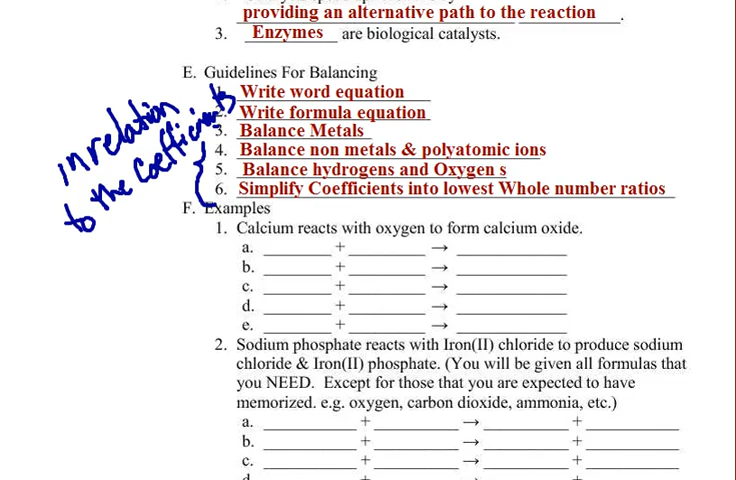 providing an alternative path to the reaction.
3. Enzymes are biological catalysts.
E. Guidelines For Balancing
1. Write word equation
2. Write formula equation
3. Balance Metals
4. Balance non metals & polyatomic ions
5. Balance hydrogens and Oxygen s
6. Simplify Coefficients into lowest Whole number ratios
in relation
to the Coefficients
F. Examples
1. Calcium reacts with oxygen to form calcium oxide.
a. + →
b. + →
c. + →
d. + →
e. + →
2. Sodium phosphate reacts with Iron(II) chloride to produce sodium
chloride & Iron(II) phosphate. (You will be given all formulas that
you NEED. Except for those that you are expected to have
memorized. e.g. oxygen, carbon dioxide, ammonia, etc.)
a. + → +
b. + → +
c. + → +